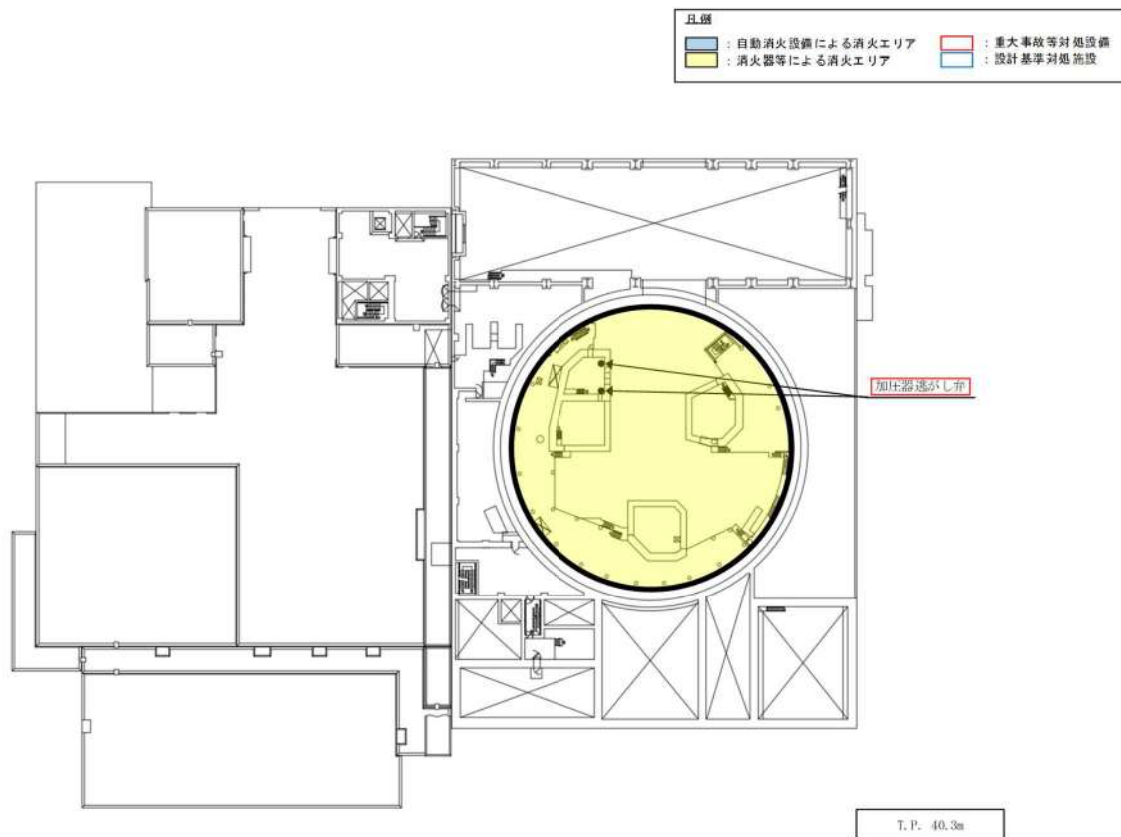 凡例
：自動消火設備による消火エリア
：重大事故等対処設備
：消火器等による消火エリア
：設計基準対処施設
加圧器逃がし弁
T.P. 40.3m